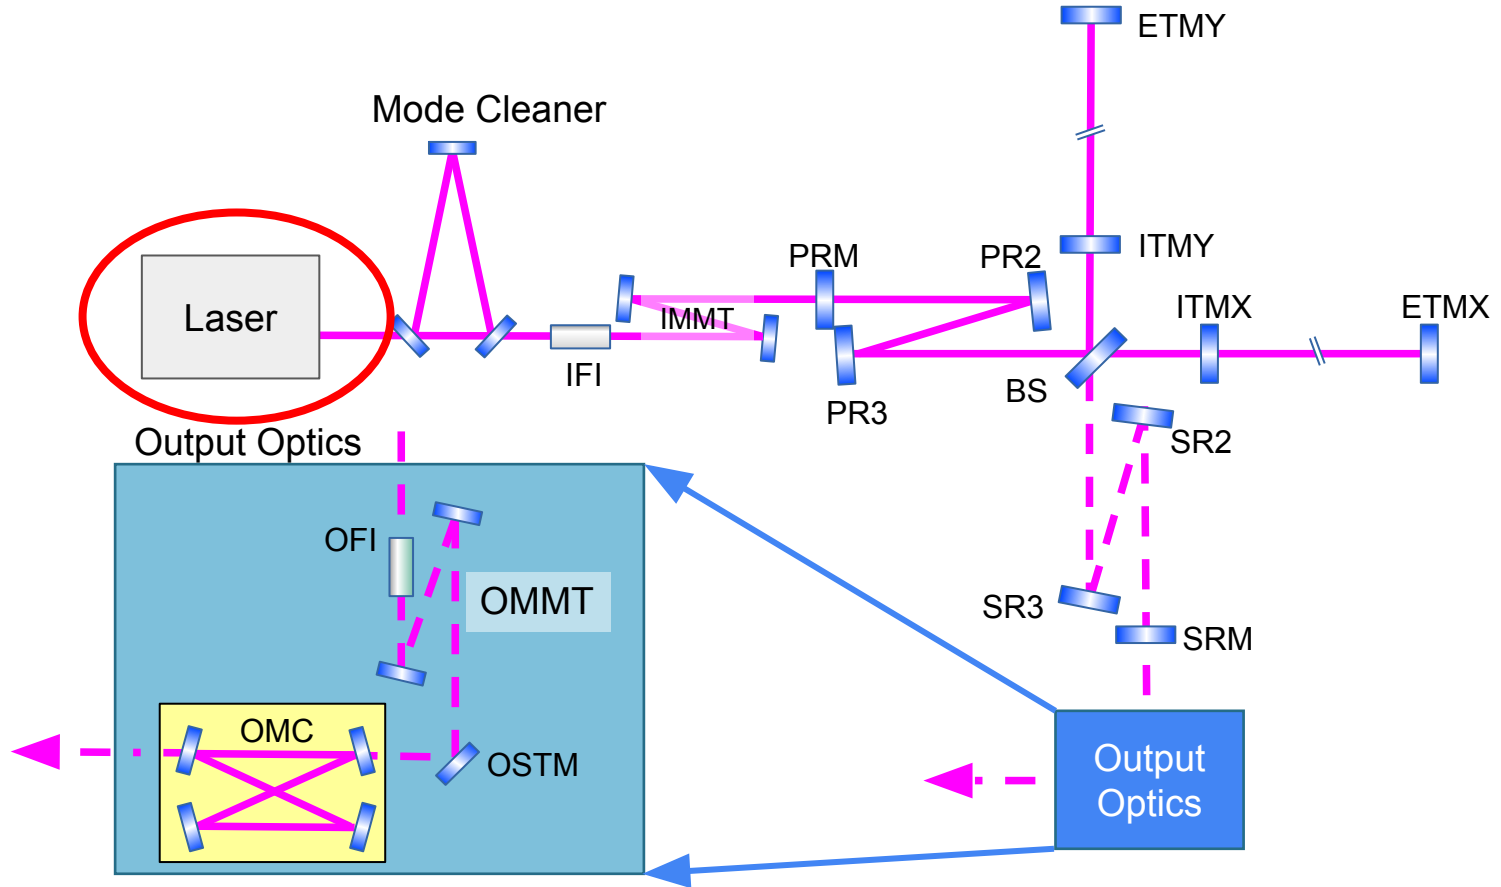 ETMY
Mode Cleaner
ITMY
PRM
PR2
ITMX
ETMX
Laser
IMMT
IFI
BS
PR3
Output Optics
SR2
OFI
OMMT
SR3
SRM
OMC
OSTM
Output
Optics